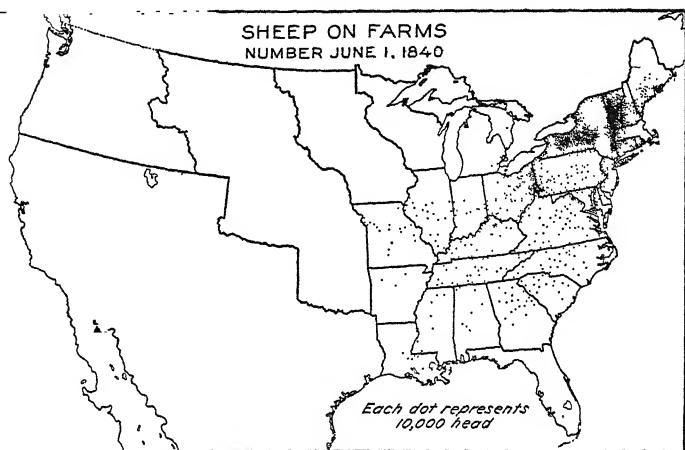 SHEEP ON FARMS
NUMBER JUNE 1, 1840
Each dot represents
10,000 head